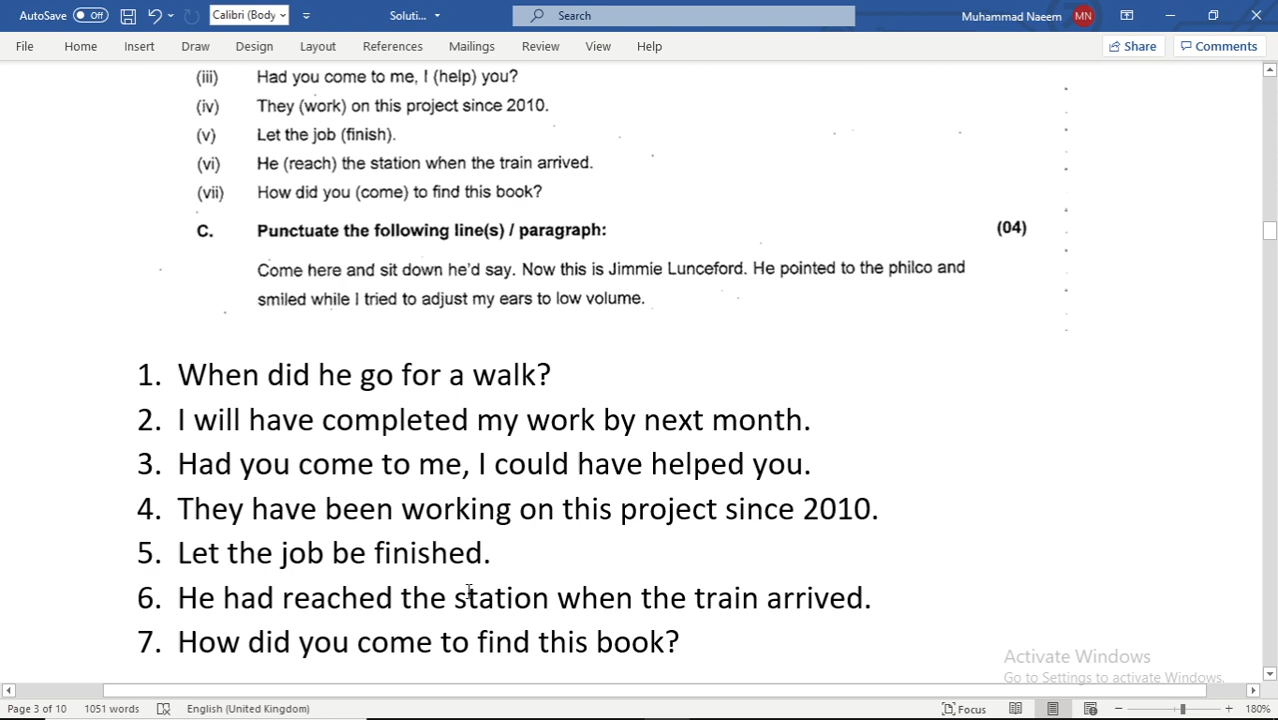 AutoSave Off Calibri (Body Soluti... Search Muhammad Naeem MN
File Home Insert Draw Design Layout References Mailings Review View Help Share Comments
(iii) Had you come to me, I (help) you?
(iv) They (work) on this project since 2010.
(v) Let the job (finish).
(vi) He (reach) the station when the train arrived.
(vii) How did you (come) to find this book?
C. Punctuate the following line(s) / paragraph: (04)
Come here and sit down he'd say. Now this is Jimmie Lunceford. He pointed to the philco and
smiled while I tried to adjust my ears to low volume.
1. When did he go for a walk?
2. I will have completed my work by next month.
3. Had you come to me, I could have helped you.
4. They have been working on this project since 2010.
5. Let the job be finished.
6. He had reached the station when the train arrived.
7. How did you come to find this book?
Activate Windows
Go to Settings to activate Windows.
Page 3 of 10 1051 words English (United Kingdom) Focus 180%